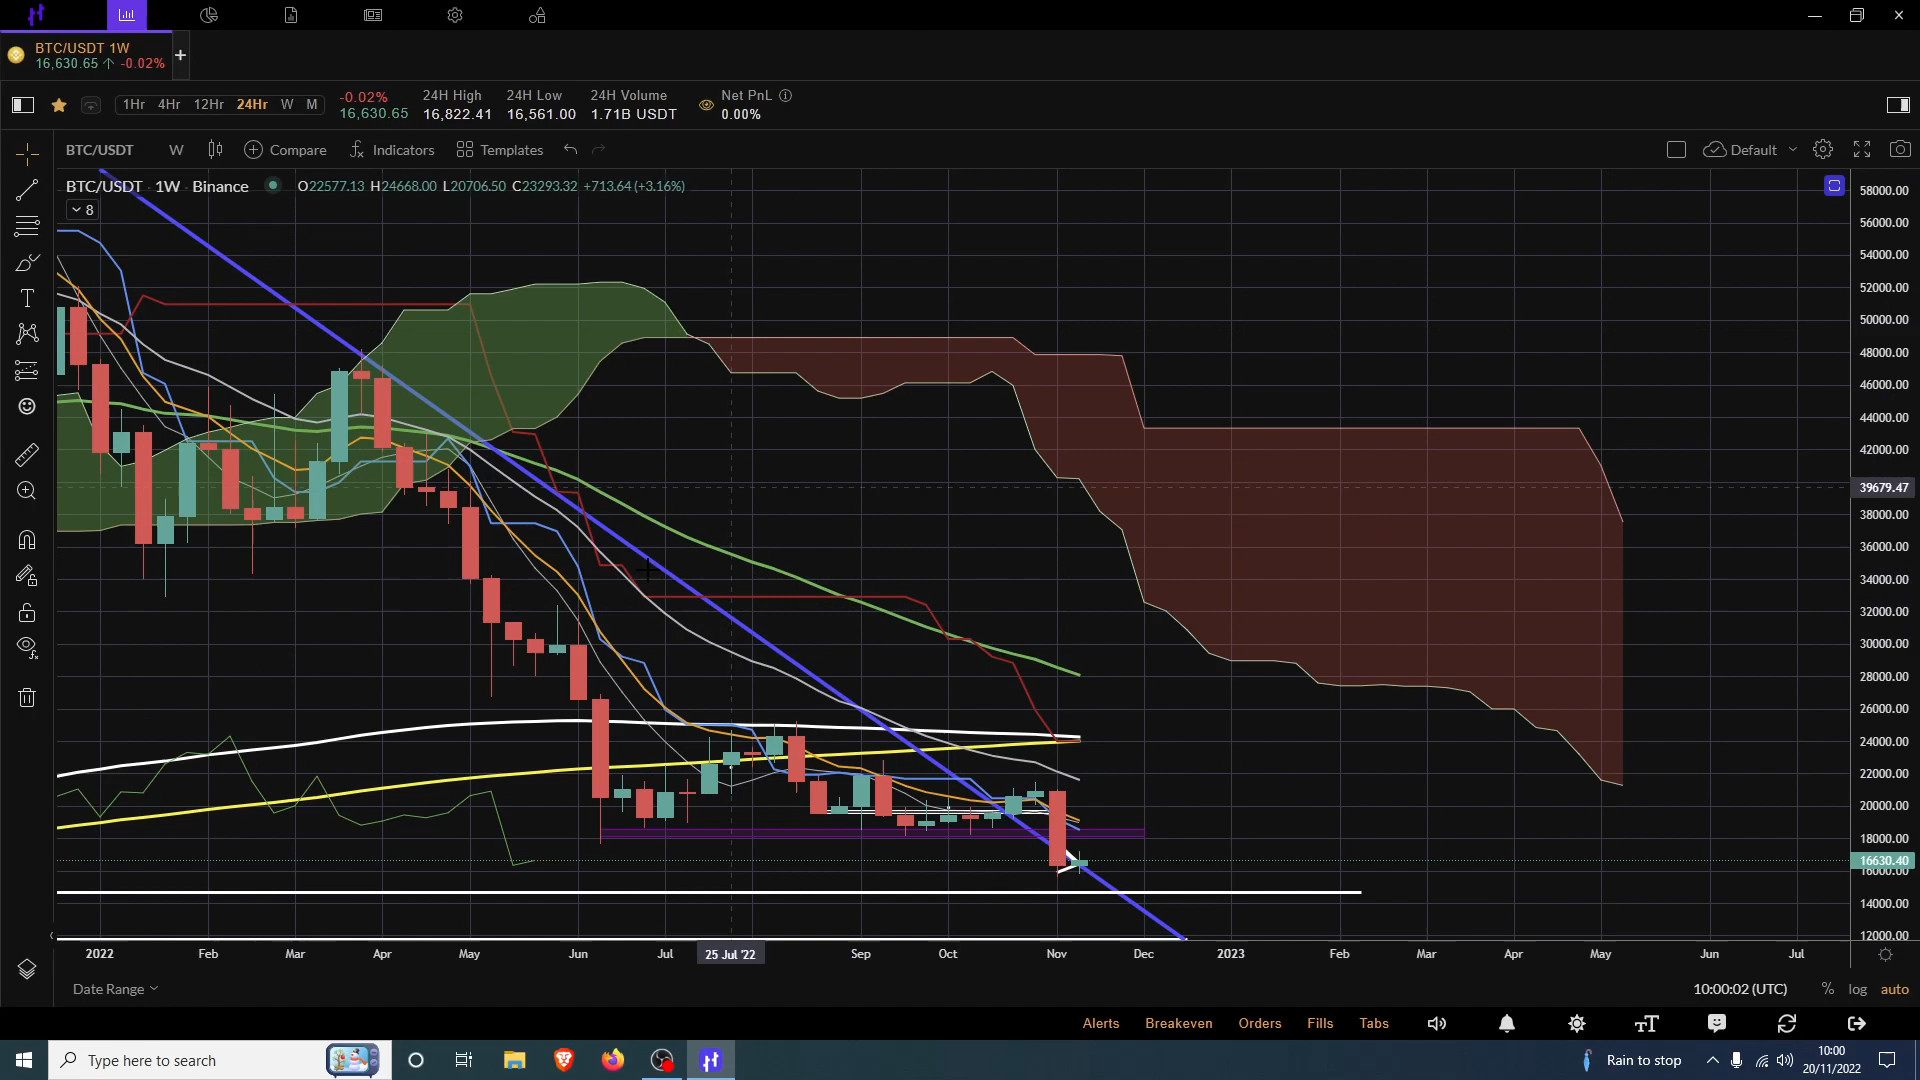 BTC/USDT 1W
16,630.65 ↑ -0.02%
+
1Hr 4Hr 12Hr 24Hr W M
-0.02%
16,630.65
24H High
16,822.41
24H Low
16,561.00
24H Volume
1.71B USDT
Net PnL
0.00%
BTC/USDT W Compare Indicators Templates Default
BTC/USDT · 1W · Binance O22577.13 H24668.00 L20706.50 C23293.32 +713.64 (+3.16%)
8
58000.00
56000.00
54000.00
52000.00
50000.00
48000.00
46000.00
44000.00
42000.00
39679.47
38000.00
36000.00
34000.00
32000.00
30000.00
28000.00
26000.00
24000.00
22000.00
20000.00
18000.00
16630.40
16000.00
14000.00
12000.00
2022 Feb Mar Apr May Jun Jul 25 Jul '22 Sep Oct Nov Dec 2023 Feb Mar Apr May Jun Jul
Date Range 10:00:02 (UTC) % log auto
Alerts Breakeven Orders Fills Tabs
Type here to search Rain to stop
10:00
20/11/2022